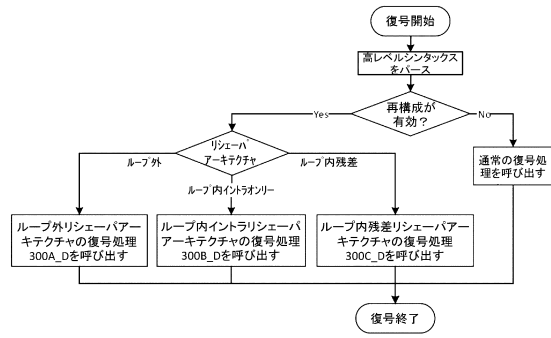 復号開始
高レベルシンタックス
をパース
再構成が
有効？
Yes
No
リシェーパ
アーキテクチャ
ループ外
ループ内残差
ループ内イントラオンリー
通常の復号処
理を呼び出す
ループ外リシェーパアー
キテクチャの復号処理
300A_Dを呼び出す
ループ内イントラリシェーパ
アーキテクチャの復号処理
300B_Dを呼び出す
ループ内残差リシェーパアー
キテクチャの復号処理
300C_Dを呼び出す
復号終了